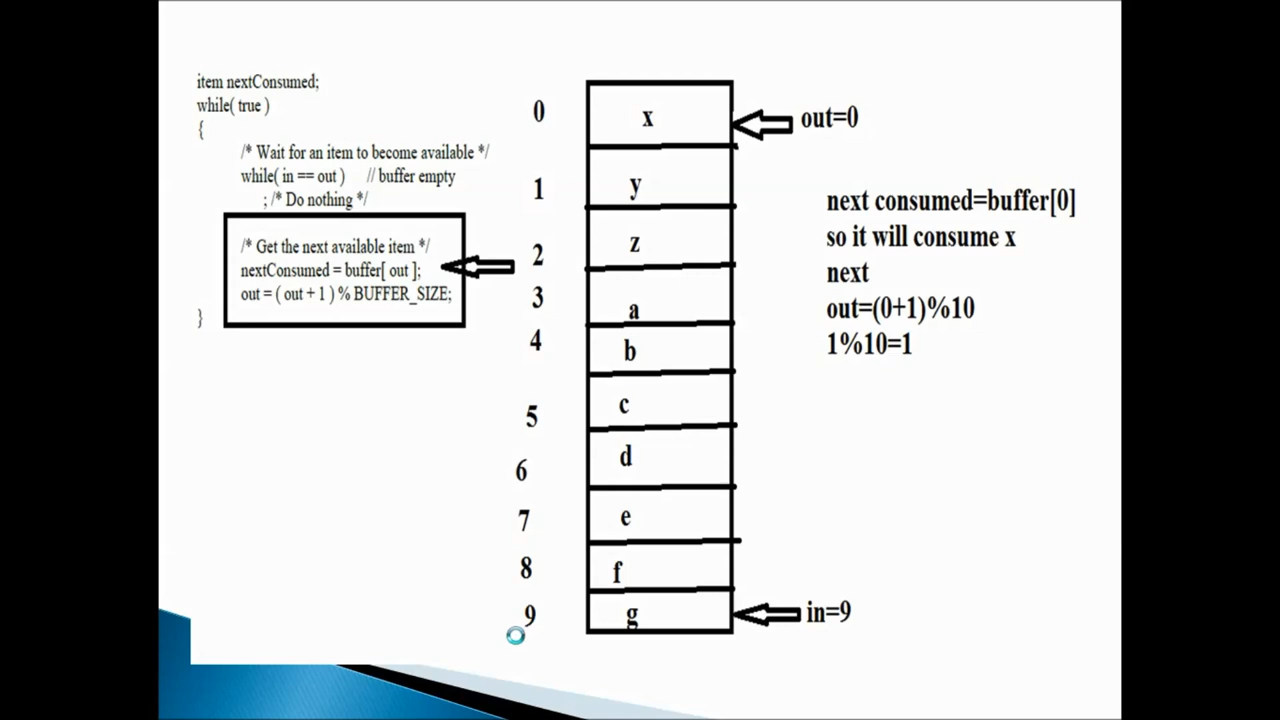 item nextConsumed;
while( true )
{
/* Wait for an item to become available */
while( in == out ) // buffer empty
; /* Do nothing */
/* Get the next available item */
nextConsumed = buffer[ out ];
out = ( out + 1 ) % BUFFER_SIZE;
}
0 x out=0
1 y
2 z
3 a
4 b
5 c
6 d
7 e
8 f
9 g in=9
next consumed=buffer[0]
so it will consume x
next
out=(0+1)%10
1%10=1